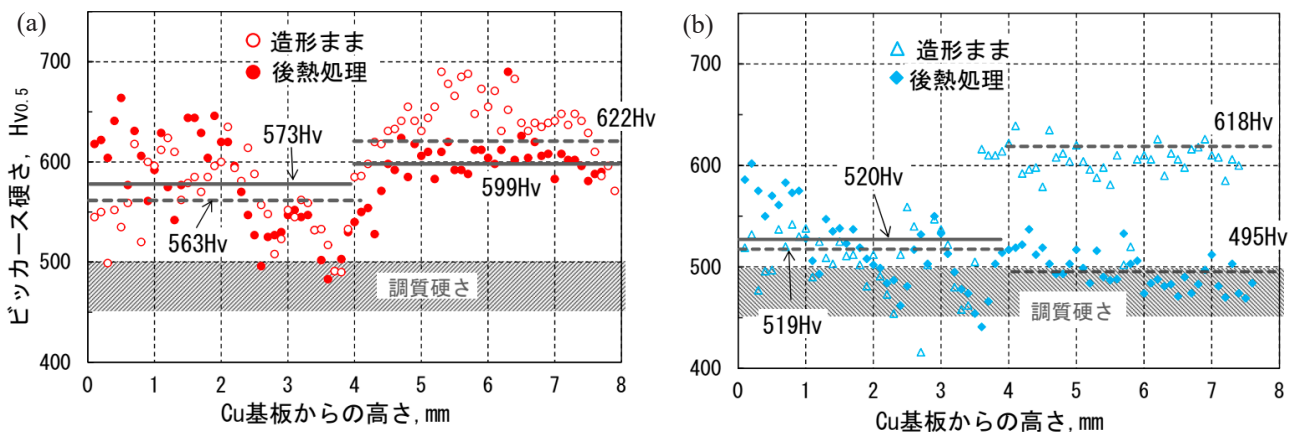 (a)
造形まま
後熱処理
573Hv
622Hv
563Hv
599Hv
調質硬さ
ビッカース硬さ Hv0.5
700
600
500
400
0 1 2 3 4 5 6 7 8
Cu基板からの高さ, mm
(b)
造形まま
後熱処理
618Hv
520Hv
495Hv
519Hv
調質硬さ
700
600
500
400
0 1 2 3 4 5 6 7 8
Cu基板からの高さ, mm